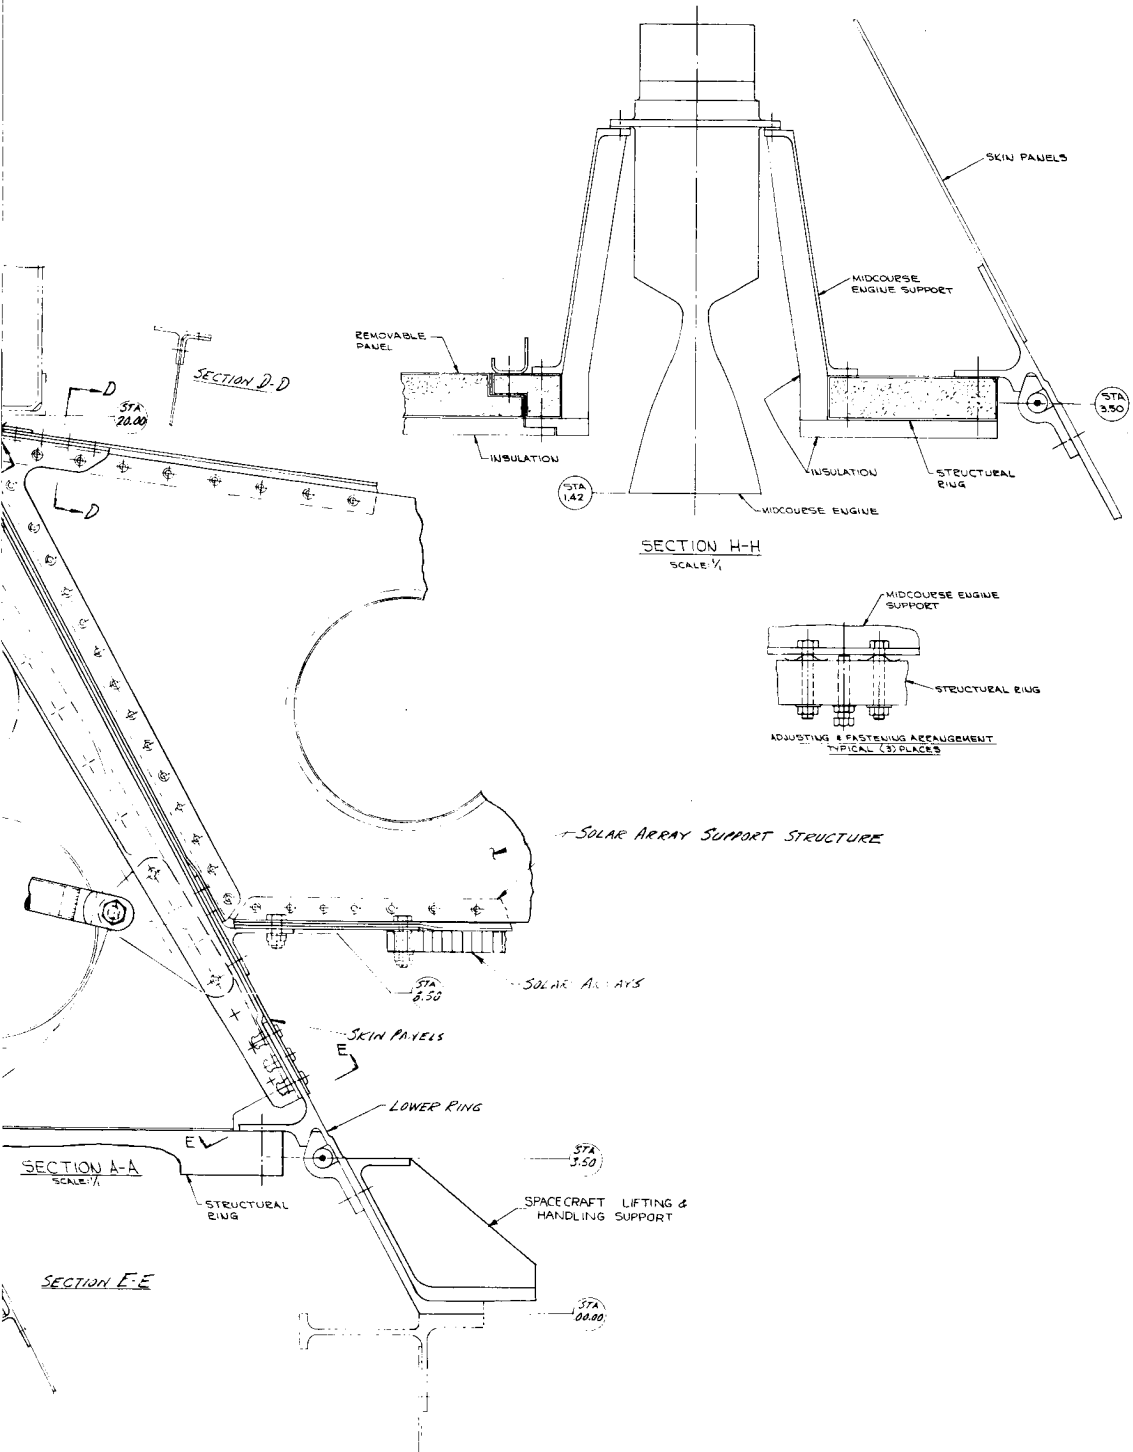 SKIN PANELS
MIDCOURSE
ENGINE SUPPORT
REMOVABLE
PANEL
SECTION D-D
D
STA
20.00
STA
3.50
INSULATION
INSULATION
STRUCTURAL
RING
D
STA
1.42
MIDCOURSE ENGINE
SECTION H-H
SCALE: 1/1
MIDCOURSE ENGINE
SUPPORT
STRUCTURAL RING
ADJUSTING & FASTENING ARRANGEMENT
TYPICAL (3) PLACES
SOLAR ARRAY SUPPORT STRUCTURE
STA
6.50
SOLAR ARRAYS
SKIN PANELS
E
LOWER RING
E
SECTION A-A
SCALE: 1/1
STA
3.50
STRUCTURAL
RING
SPACECRAFT LIFTING &
HANDLING SUPPORT
SECTION E-E
STA
00.00